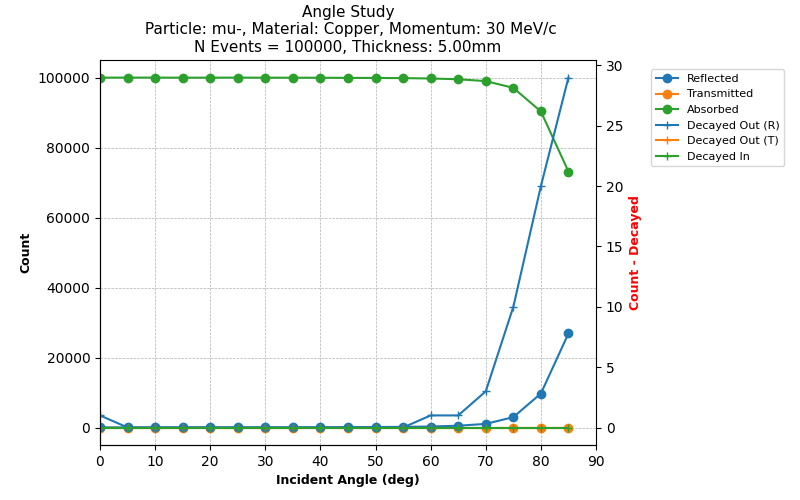 Angle Study
Particle: mu-, Material: Copper, Momentum: 30 MeV/c
N Events = 100000, Thickness: 5.00mm
100000
80000
60000
40000
20000
0
Count
0 10 20 30 40 50 60 70 80 90
Incident Angle (deg)
30
25
20
15
10
5
0
Count - Decayed
Reflected
Transmitted
Absorbed
Decayed Out (R)
Decayed Out (T)
Decayed In